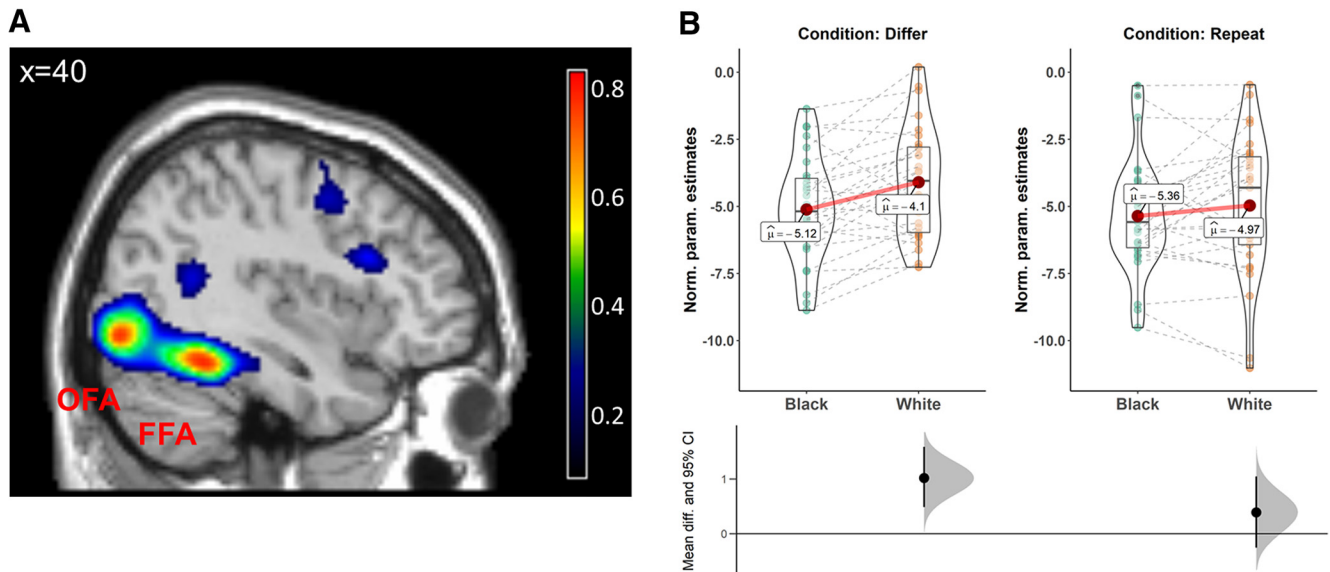 A
x=40
0.8
0.6
0.4
0.2
OFA
FFA
B
Condition: Differ
Norm. param. estimates
0.0
-2.5
-5.0
-7.5
-10.0
μ̂ = −5.12
μ̂ = −4.1
Black White
Condition: Repeat
Norm. param. estimates
0.0
-2.5
-5.0
-7.5
-10.0
μ̂ = −5.36
μ̂ = −4.97
Black White
Mean diff. and 95% CI
1
0